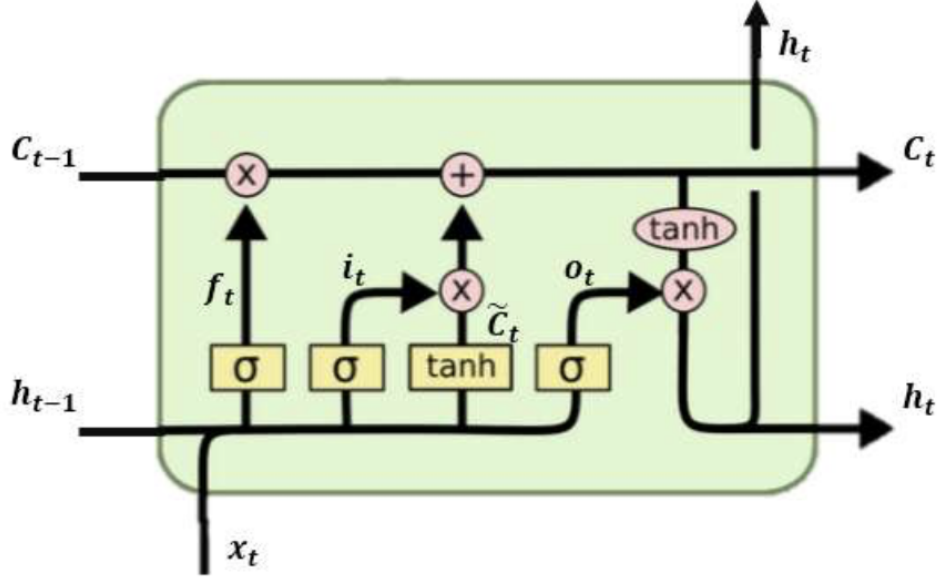 h_t
C_{t-1}
x
+
C_t
tanh
f_t
i_t
x
o_t
x
C̃_t
σ
σ
tanh
σ
h_{t-1}
h_t
x_t